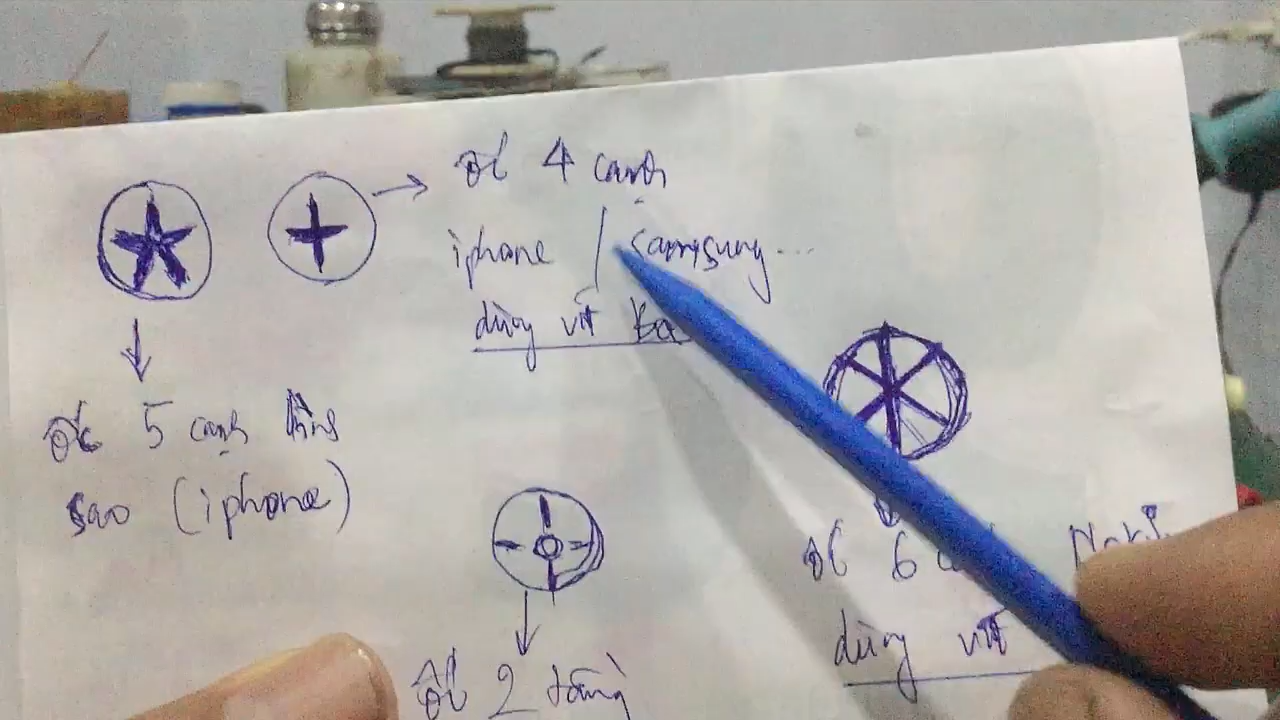 ốc 4 cạnh
iphone / samsung...
dùng vít
ốc 5 cạnh hình
sao (iphone)
ốc 6
dùng vít
ốc 2 tầng